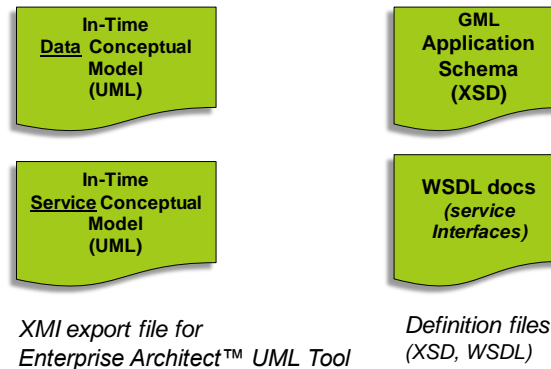 In-Time
Data Conceptual
Model
(UML)
GML
Application
Schema
(XSD)
In-Time
Service Conceptual
Model
(UML)
WSDL docs
(service
Interfaces)
XMI export file for
Enterprise Architect™ UML Tool
Definition files
(XSD, WSDL)